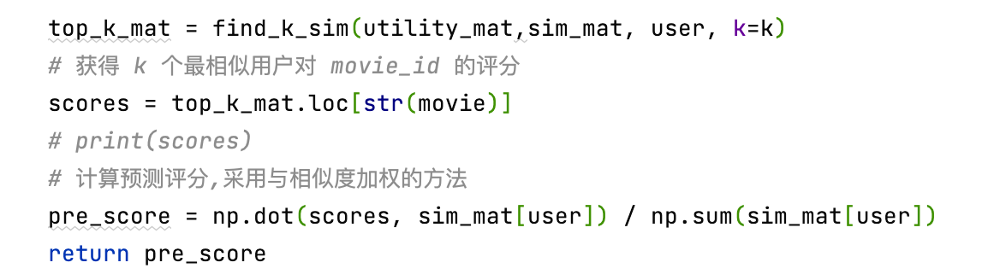 top_k_mat = find_k_sim(utility_mat,sim_mat, user, k=k)
# 获得 k 个最相似用户对 movie_id 的评分
scores = top_k_mat.loc[str(movie)]
# print(scores)
# 计算预测评分,采用与相似度加权的方法
pre_score = np.dot(scores, sim_mat[user]) / np.sum(sim_mat[user])
return pre_score